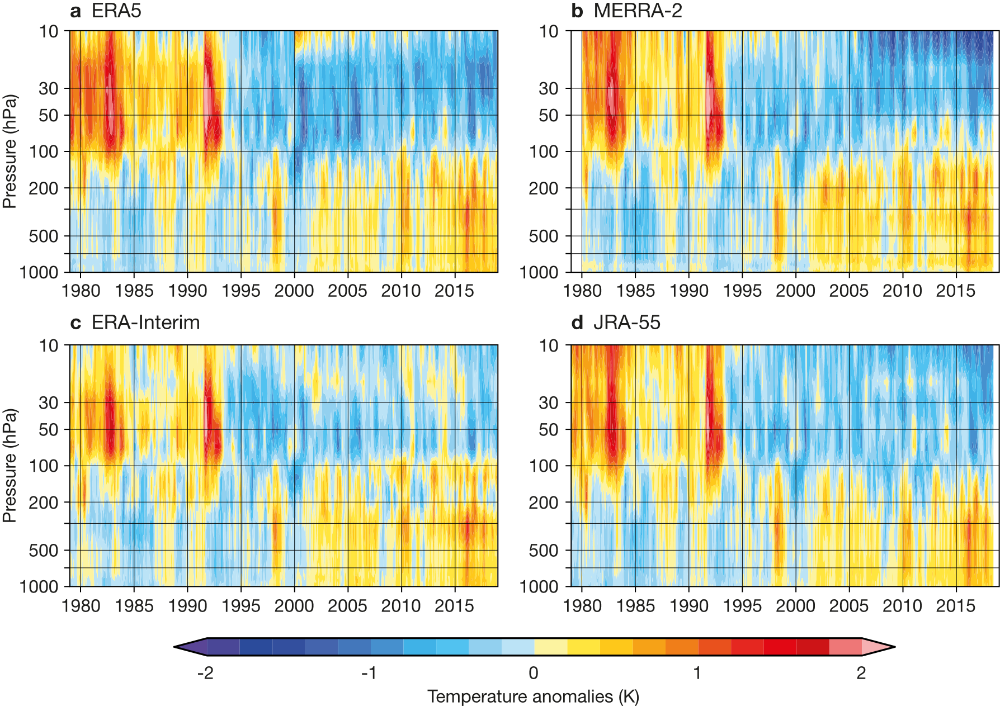 a ERA5
b MERRA-2
10
30
50
100
200
500
1000
Pressure (hPa)
1980 1985 1990 1995 2000 2005 2010 2015
10
30
50
100
200
500
1000
1980 1985 1990 1995 2000 2005 2010 2015
c ERA-Interim
d JRA-55
10
30
50
100
200
500
1000
Pressure (hPa)
1980 1985 1990 1995 2000 2005 2010 2015
10
30
50
100
200
500
1000
1980 1985 1990 1995 2000 2005 2010 2015
-2 -1 0 1 2
Temperature anomalies (K)